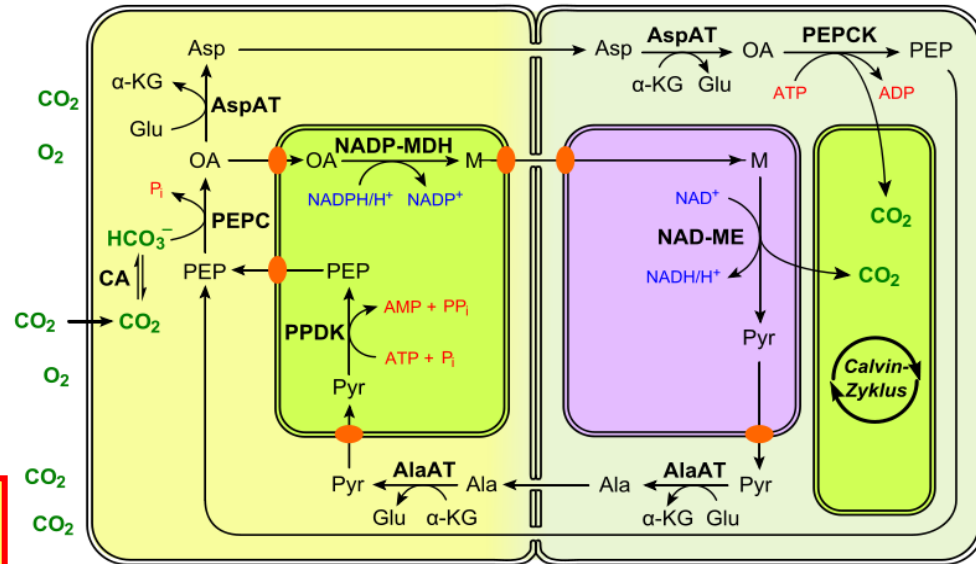 Asp
Asp
AspAT
OA
PEPCK
PEP
α-KG
AspAT
Glu
α-KG Glu
ATP
ADP
CO₂
O₂
OA
OA
NADP-MDH
M
M
NADPH/H⁺
NADP⁺
NAD⁺
CO₂
Pᵢ
PEPC
HCO₃⁻
NAD-ME
CA
PEP
PEP
NADH/H⁺
CO₂
CO₂
CO₂
PPDK
AMP + PPᵢ
ATP + Pᵢ
Pyr
O₂
Pyr
Calvin-
Zyklus
CO₂
Pyr
AlaAT
Ala
Ala
AlaAT
Pyr
Glu
α-KG
α-KG Glu
CO₂